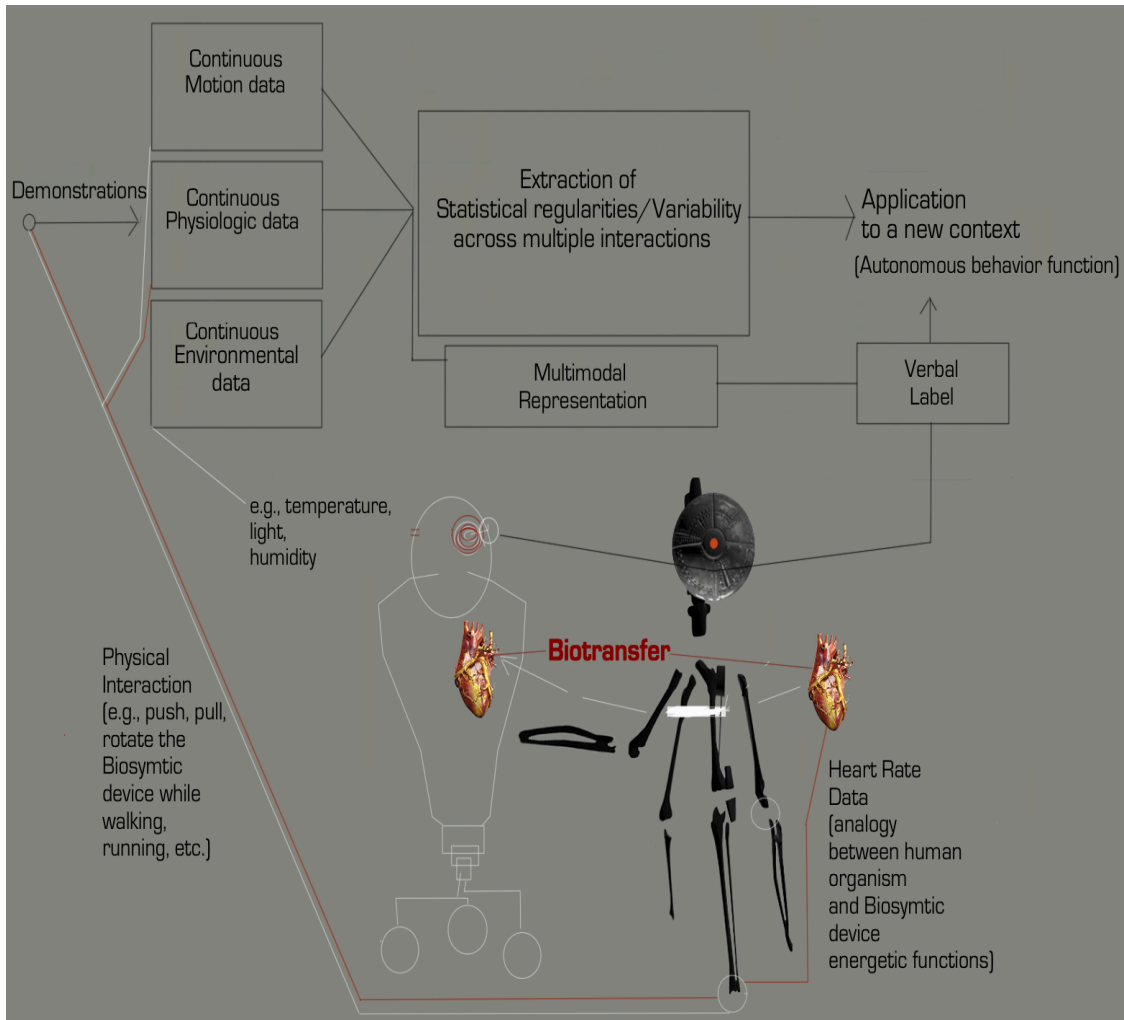 Continuous
Motion data
Demonstrations
Continuous
Physiologic data
Continuous
Environmental
data
Extraction of
Statistical regularities/Variability
across multiple interactions
Application
to a new context
(Autonomous behavior function)
Multimodal
Representation
Verbal
Label
e.g., temperature,
light,
humidity
Biotransfer
Physical
Interaction
(e.g., push, pull,
rotate the
Biosymtic
device while
walking,
running, etc.)
Heart Rate
Data
(analogy
between human
organism
and Biosymtic
device
energetic functions)